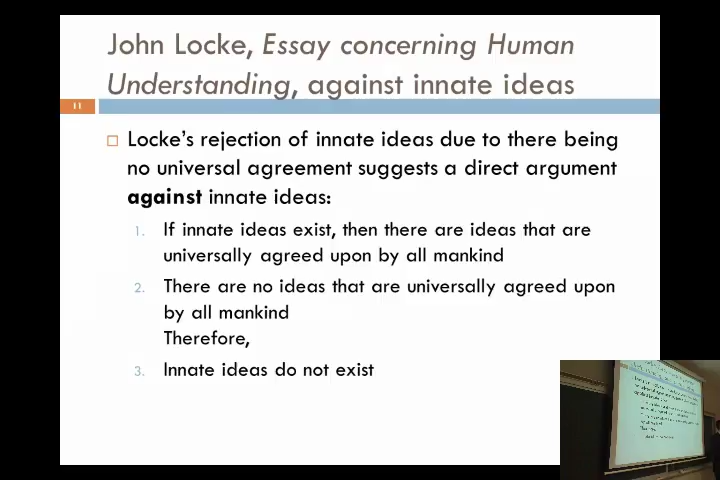 John Locke, Essay concerning Human
Understanding, against innate ideas
11
Locke's rejection of innate ideas due to there being
no universal agreement suggests a direct argument
against innate ideas:
1. If innate ideas exist, then there are ideas that are
universally agreed upon by all mankind
2. There are no ideas that are universally agreed upon
by all mankind
Therefore,
3. Innate ideas do not exist